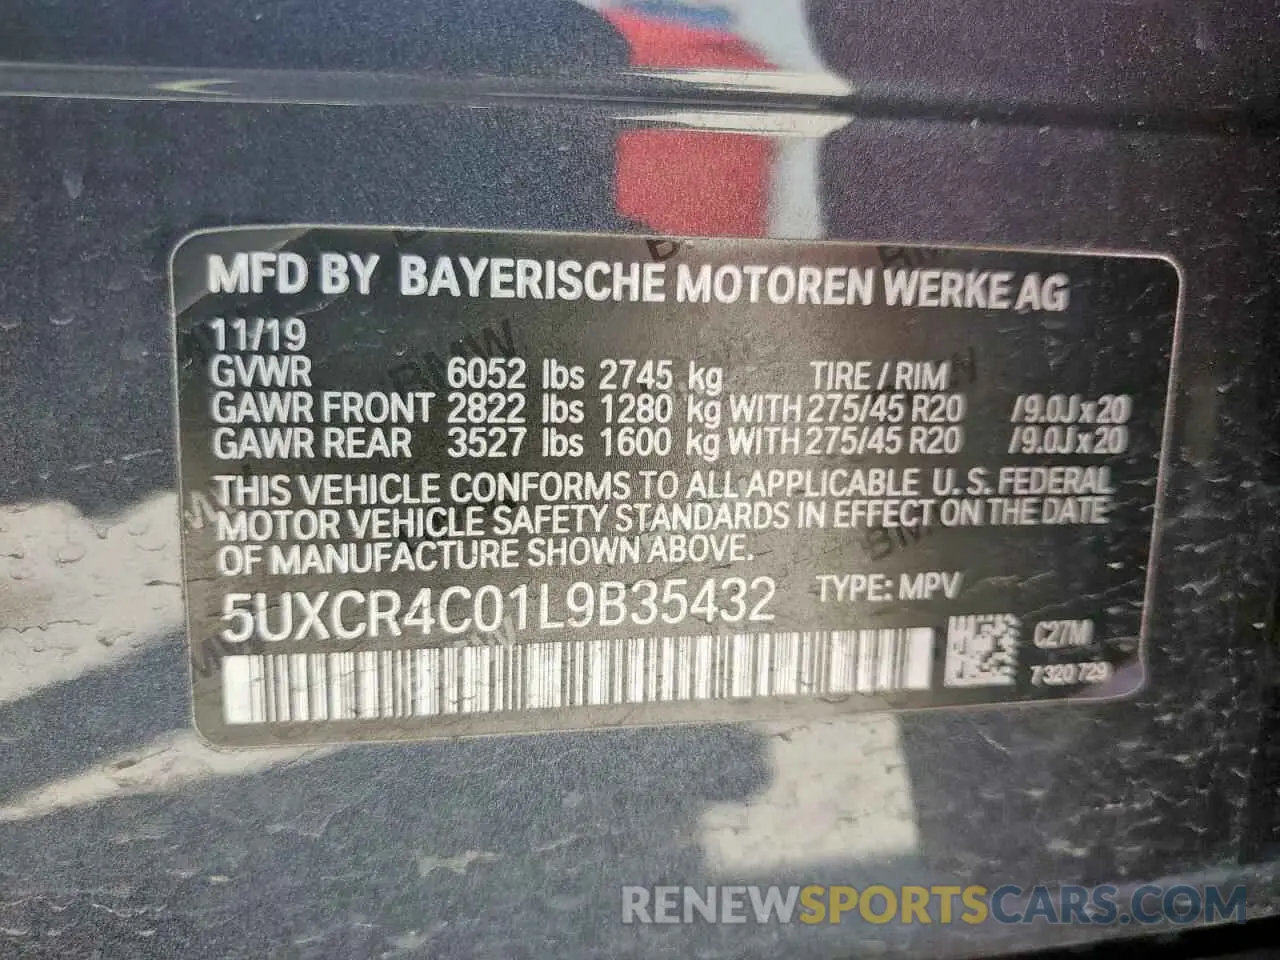 MFD BY BAYERISCHE MOTOREN WERKE AG
11/19
GVWR 6052 lbs 2745 kg TIRE / RIM
GAWR FRONT 2822 lbs 1280 kg WITH 275/45 R20 /9.0J x 20
GAWR REAR 3527 lbs 1600 kg WITH 275/45 R20 /9.0J x 20
THIS VEHICLE CONFORMS TO ALL APPLICABLE U.S. FEDERAL
MOTOR VEHICLE SAFETY STANDARDS IN EFFECT ON THE DATE
OF MANUFACTURE SHOWN ABOVE.
5UXCR4C01L9B35432 TYPE: MPV
C27M
7320729
RENEWSPORTSCARS.COM